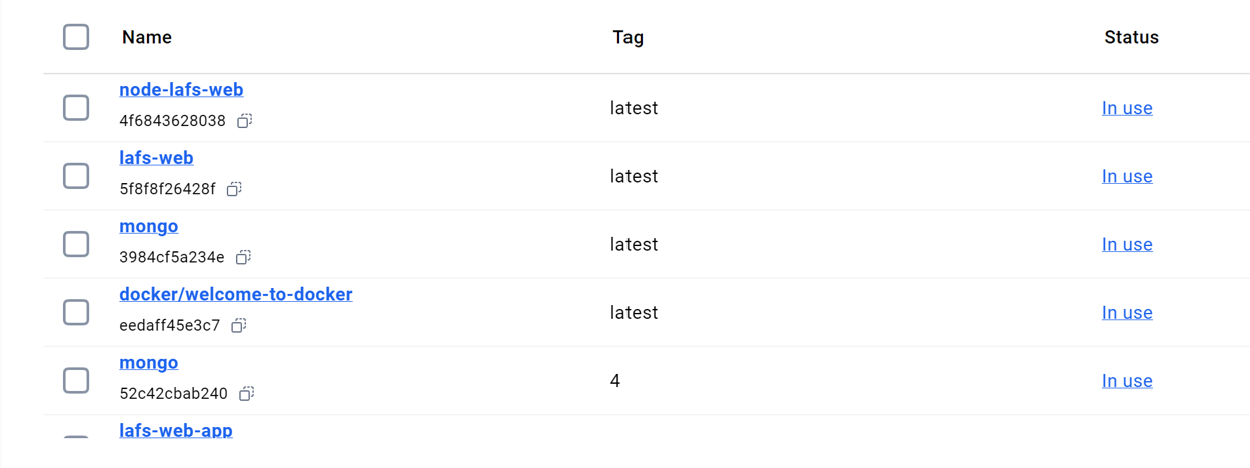 Name Tag Status
node-lafs-web
4f6843628038
latest In use
lafs-web
5f8f8f26428f
latest In use
mongo
3984cf5a234e
latest In use
docker/welcome-to-docker
eedaff45e3c7
latest In use
mongo
52c42cbab240
4 In use
lafs-web-app